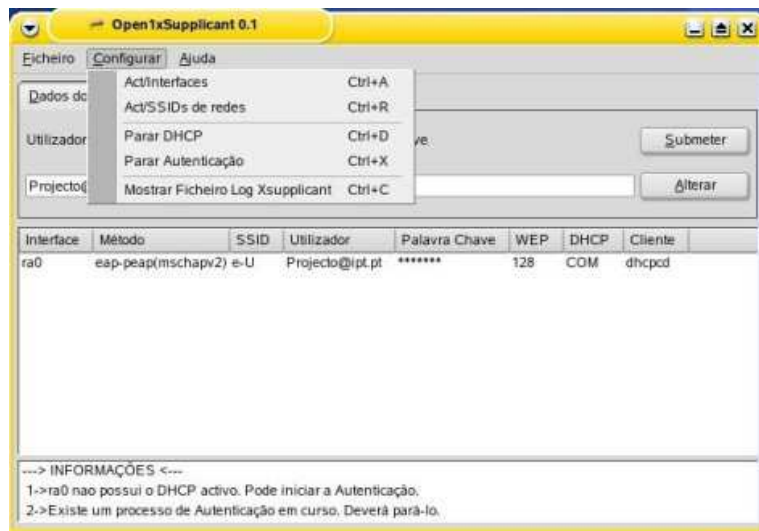 Open1xSupplicant 0.1
Ficheiro Configurar Ajuda
Act/Interfaces Ctrl+A
Act/SSIDs de redes Ctrl+R
Parar DHCP Ctrl+D
Parar Autenticação Ctrl+X
Mostrar Ficheiro Log Xsupplicant Ctrl+C
Dados do
Utilizador ve Submeter
Projecto@ Alterar
Interface Método SSID Utilizador Palavra Chave WEP DHCP Cliente
ra0 eap-peap(mschapv2) e-U Projecto@ipt.pt ******* 128 COM dhcpcd
---> INFORMAÇÕES <---
1->ra0 nao possui o DHCP activo. Pode iniciar a Autenticação.
2->Existe um processo de Autenticação em curso. Deverá pará-lo.